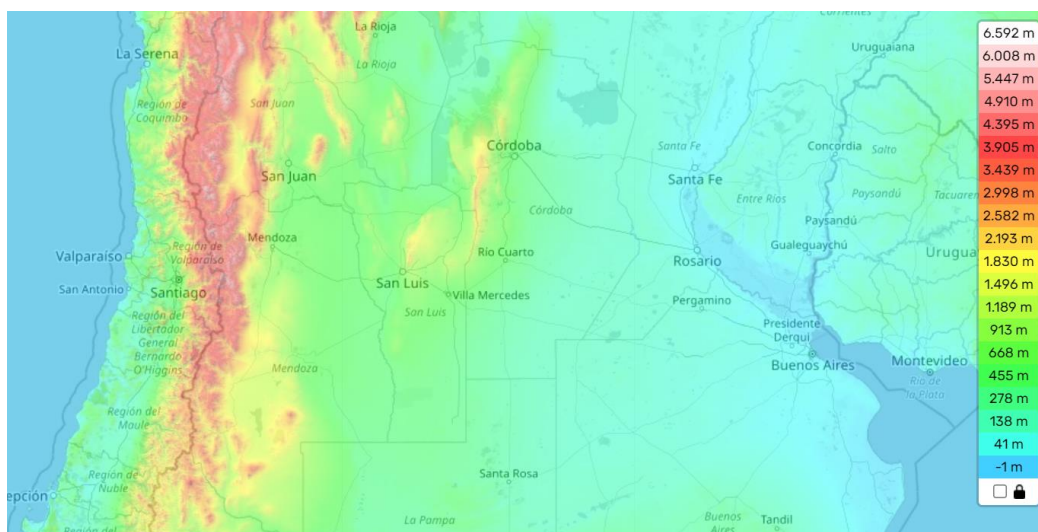 La Rioja
La Rioja
La Serena
Región de
Coquimbo
San Juan
San Juan
Córdoba
Córdoba
Corrientes
Uruguaiana
Santa Fe
Santa Fe
Concordia
Salto
Entre Ríos
Paysandú
Tacuarem
Paysandú
Gualeguaychú
Urugua
Valparaíso
Región de
Valparaíso
Mendoza
San Antonio
Santiago
Río Cuarto
Rosario
San Luis
Villa Mercedes
San Luis
Pergamino
Región del
Libertador
General
Bernardo
O'Higgins
Mendoza
Presidente
Derqui
Buenos Aires
Montevideo
Río de
la Plata
Región del
Maule
Región de
Ñuble
epción
Región del
Santa Rosa
La Pampa
Buenos
Aires
Tandil
6.592 m
6.008 m
5.447 m
4.910 m
4.395 m
3.905 m
3.439 m
2.998 m
2.582 m
2.193 m
1.830 m
1.496 m
1.189 m
913 m
668 m
455 m
278 m
138 m
41 m
-1 m